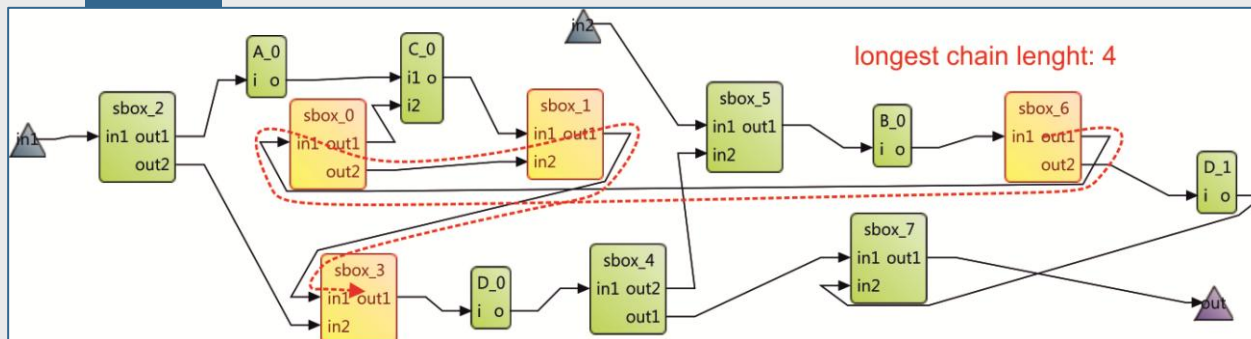 in2
longest chain lenght: 4
A_0
i o
C_0
i1 o
i2
sbox_2
in1 out1
out2
in1
sbox_0
in1 out1
out2
sbox_1
in1 out1
in2
sbox_5
in1 out1
in2
B_0
i o
sbox_6
in1 out1
out2
D_1
i o
sbox_3
in1 out1
in2
D_0
i o
sbox_4
in1 out2
out1
sbox_7
in1 out1
in2
out